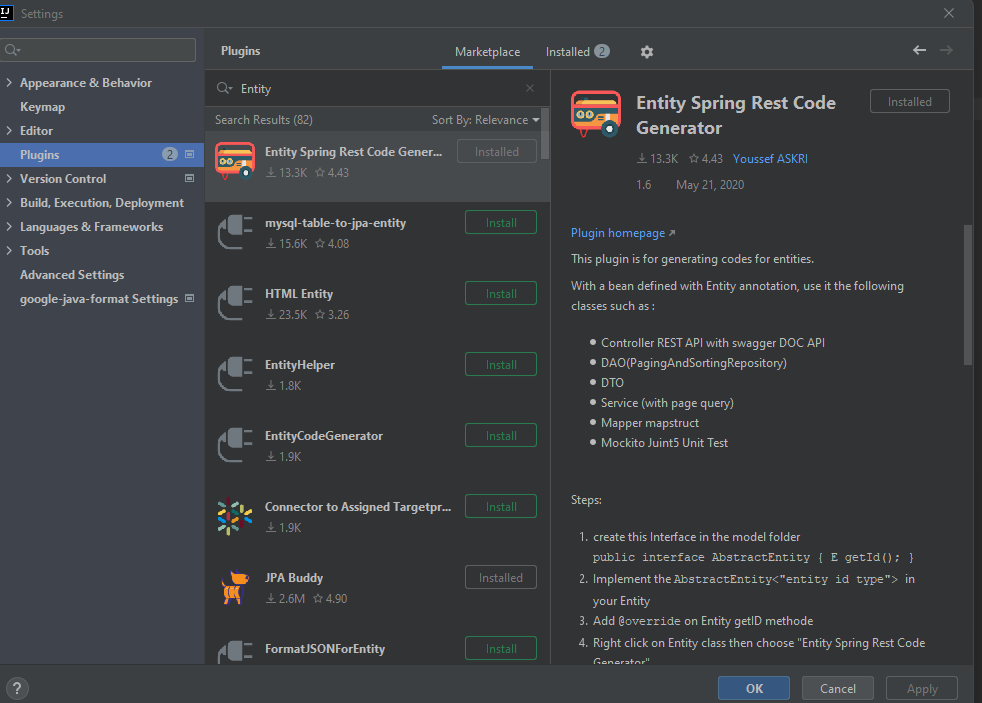 IJ
Settings
Appearance & Behavior
Keymap
Editor
Plugins 2
Version Control
Build, Execution, Deployment
Languages & Frameworks
Tools
Advanced Settings
google-java-format Settings
?
Plugins
Marketplace
Installed 2
Entity
Search Results (82)
Sort By: Relevance
Entity Spring Rest Code Gener...
13.3K 4.43
Installed
mysql-table-to-jpa-entity
15.6K 4.08
Install
HTML Entity
23.5K 3.26
Install
EntityHelper
1.8K
Install
EntityCodeGenerator
1.9K
Install
Connector to Assigned Targetpr...
1.9K
Install
JPA Buddy
2.6M 4.90
Installed
FormatJSONForEntity
Install
Entity Spring Rest Code
Generator
Installed
13.3K 4.43 Youssef ASKRI
1.6 May 21, 2020
Plugin homepage
This plugin is for generating codes for entities.
With a bean defined with Entity annotation, use it the following
classes such as :
Controller REST API with swagger DOC API
DAO(PagingAndSortingRepository)
DTO
Service (with page query)
Mapper mapstruct
Mockito Juint5 Unit Test
Steps:
1. create this Interface in the model folder
public interface AbstractEntity { E getId(); }
2. Implement the AbstractEntity<"entity id type"> in
your Entity
3. Add @override on Entity getID methode
4. Right click on Entity class then choose "Entity Spring Rest Code
Generator"
OK
Cancel
Apply